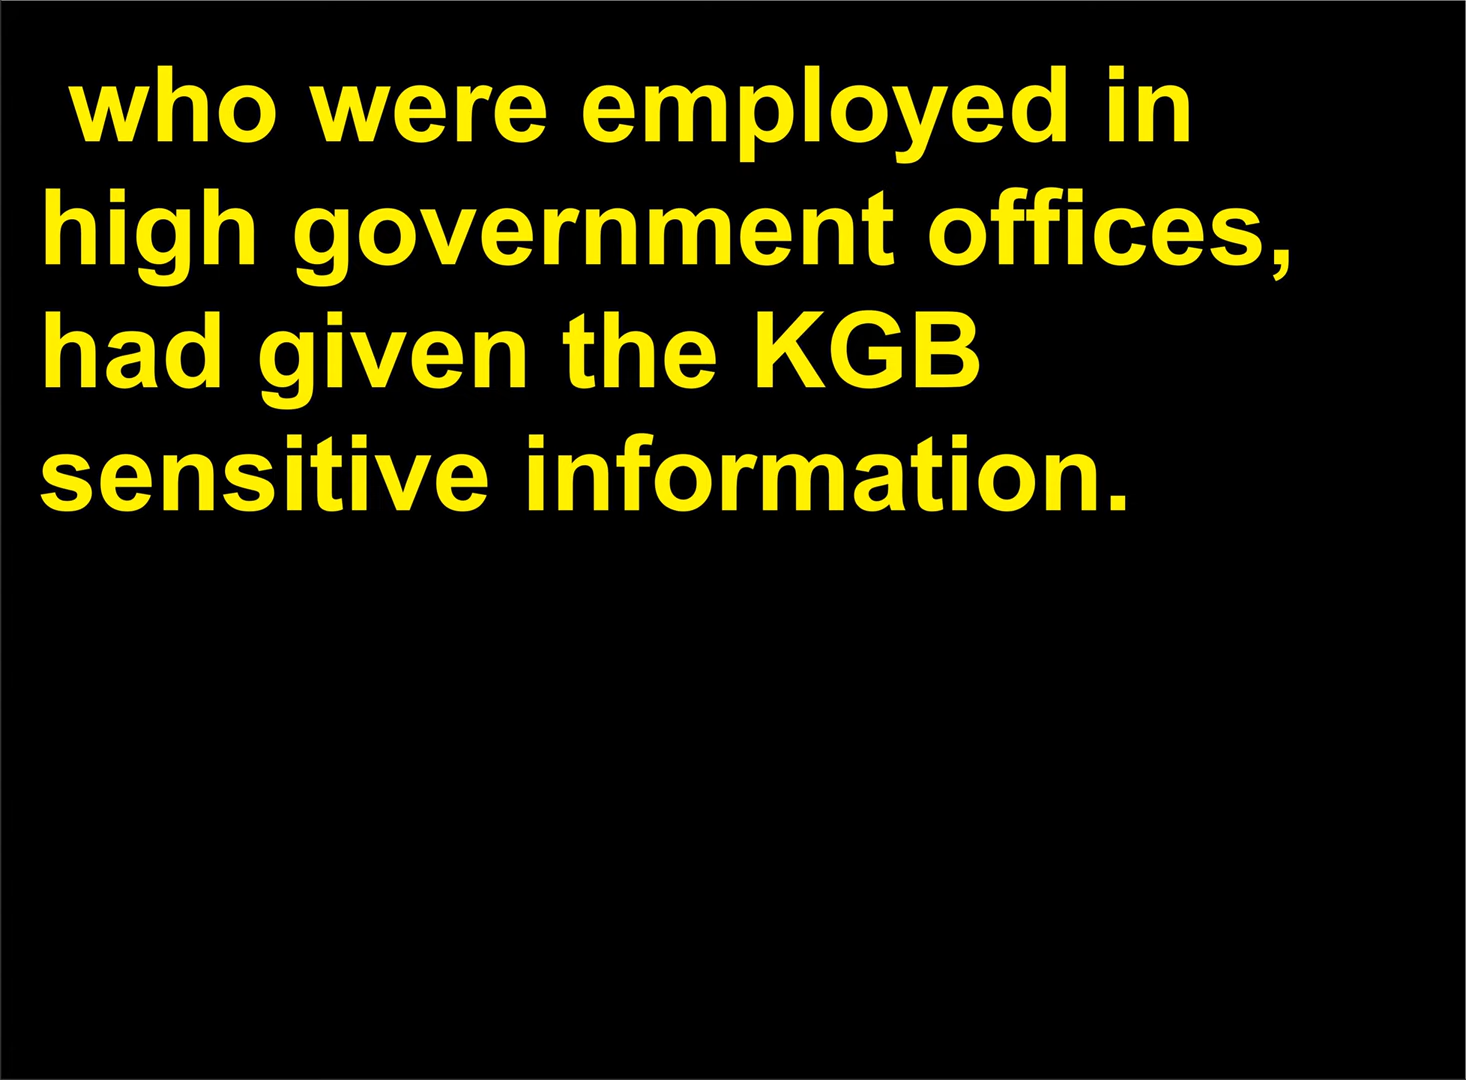 who were employed in
high government offices,
had given the KGB
sensitive information.